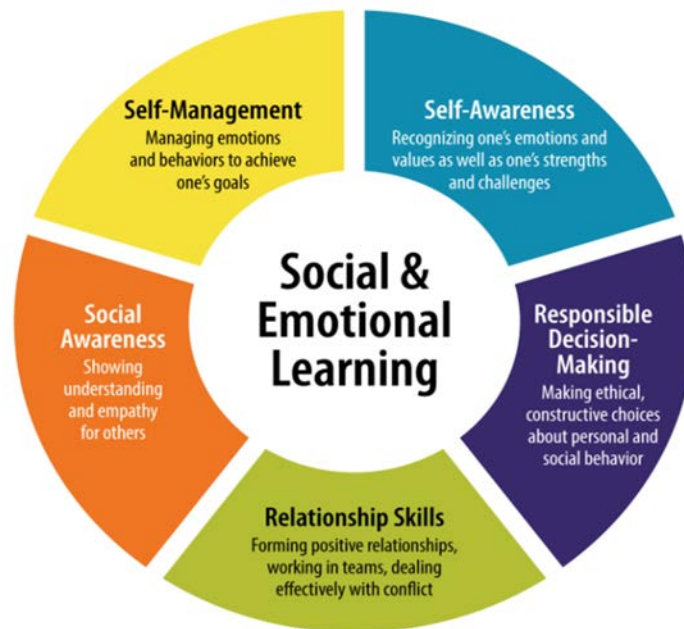 Self-Management
Managing emotions
and behaviors to achieve
one's goals
Self-Awareness
Recognizing one's emotions and
values as well as one's strengths
and challenges
Social &
Emotional
Learning
Social
Awareness
Showing
understanding
and empathy
for others
Responsible
Decision-
Making
Making ethical,
constructive choices
about personal and
social behavior
Relationship Skills
Forming positive relationships,
working in teams, dealing
effectively with conflict